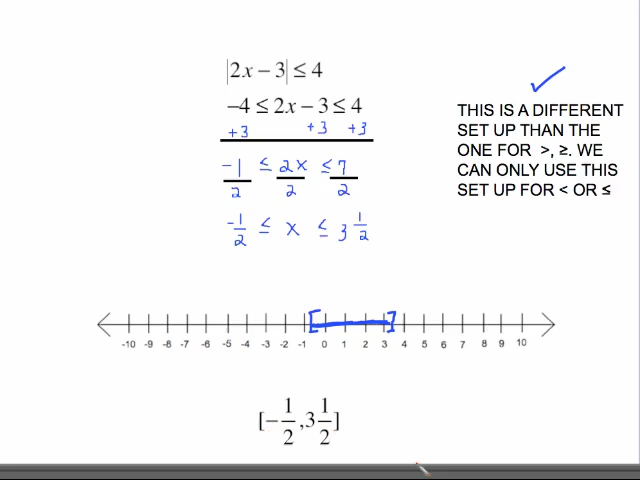 |2x − 3| ≤ 4
−4 ≤ 2x − 3 ≤ 4
+3 +3 +3
-1/2 ≤ 2x/2 ≤ 7/2
-1/2 ≤ x ≤ 3 1/2
THIS IS A DIFFERENT
SET UP THAN THE
ONE FOR >, ≥. WE
CAN ONLY USE THIS
SET UP FOR < OR ≤
-10 -9 -8 -7 -6 -5 -4 -3 -2 -1 0 1 2 3 4 5 6 7 8 9 10
[−1/2, 3 1/2]